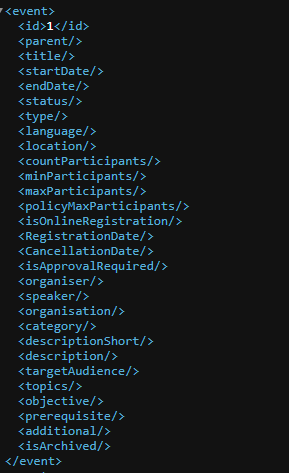 <event>
<id>1</id>
<parent/>
<title/>
<startDate/>
<endDate/>
<status/>
<type/>
<language/>
<location/>
<countParticipants/>
<minParticipants/>
<maxParticipants/>
<policyMaxParticipants/>
<isOnlineRegistration/>
<RegistrationDate/>
<CancellationDate/>
<isApprovalRequired/>
<organiser/>
<speaker/>
<organisation/>
<category/>
<descriptionShort/>
<description/>
<targetAudience/>
<topics/>
<objective/>
<prerequisite/>
<additional/>
<isArchived/>
</event>